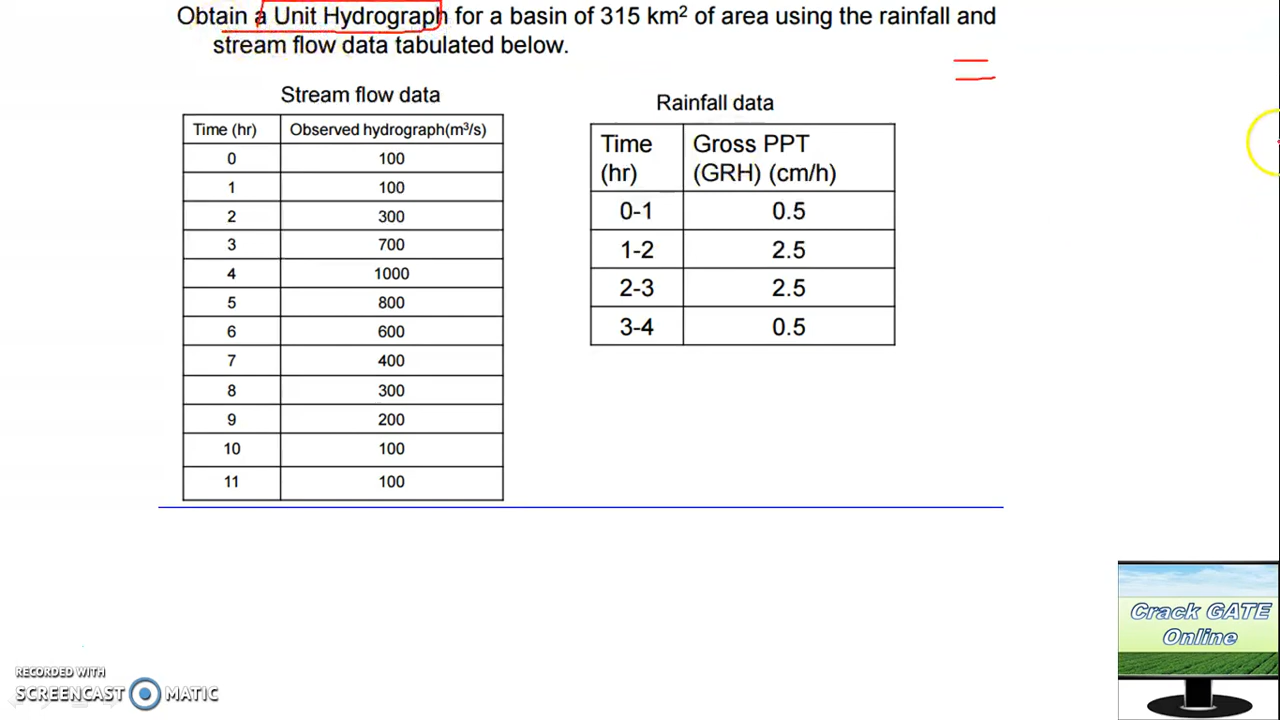 Obtain a Unit Hydrograph for a basin of 315 km² of area using the rainfall and
stream flow data tabulated below.
Stream flow data
Time (hr) Observed hydrograph(m³/s)
0 100
1 100
2 300
3 700
4 1000
5 800
6 600
7 400
8 300
9 200
10 100
11 100
Rainfall data
Time (hr) Gross PPT (GRH) (cm/h)
0-1 0.5
1-2 2.5
2-3 2.5
3-4 0.5
Crack GATE
Online
RECORDED WITH
SCREENCAST MATIC